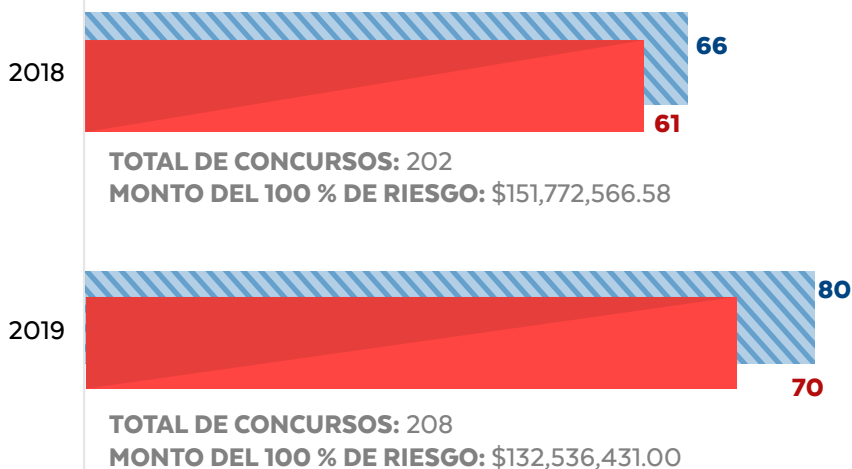 66
2018
61
TOTAL DE CONCURSOS: 202
MONTO DEL 100 % DE RIESGO: $151,772,566.58
80
2019
70
TOTAL DE CONCURSOS: 208
MONTO DEL 100 % DE RIESGO: $132,536,431.00